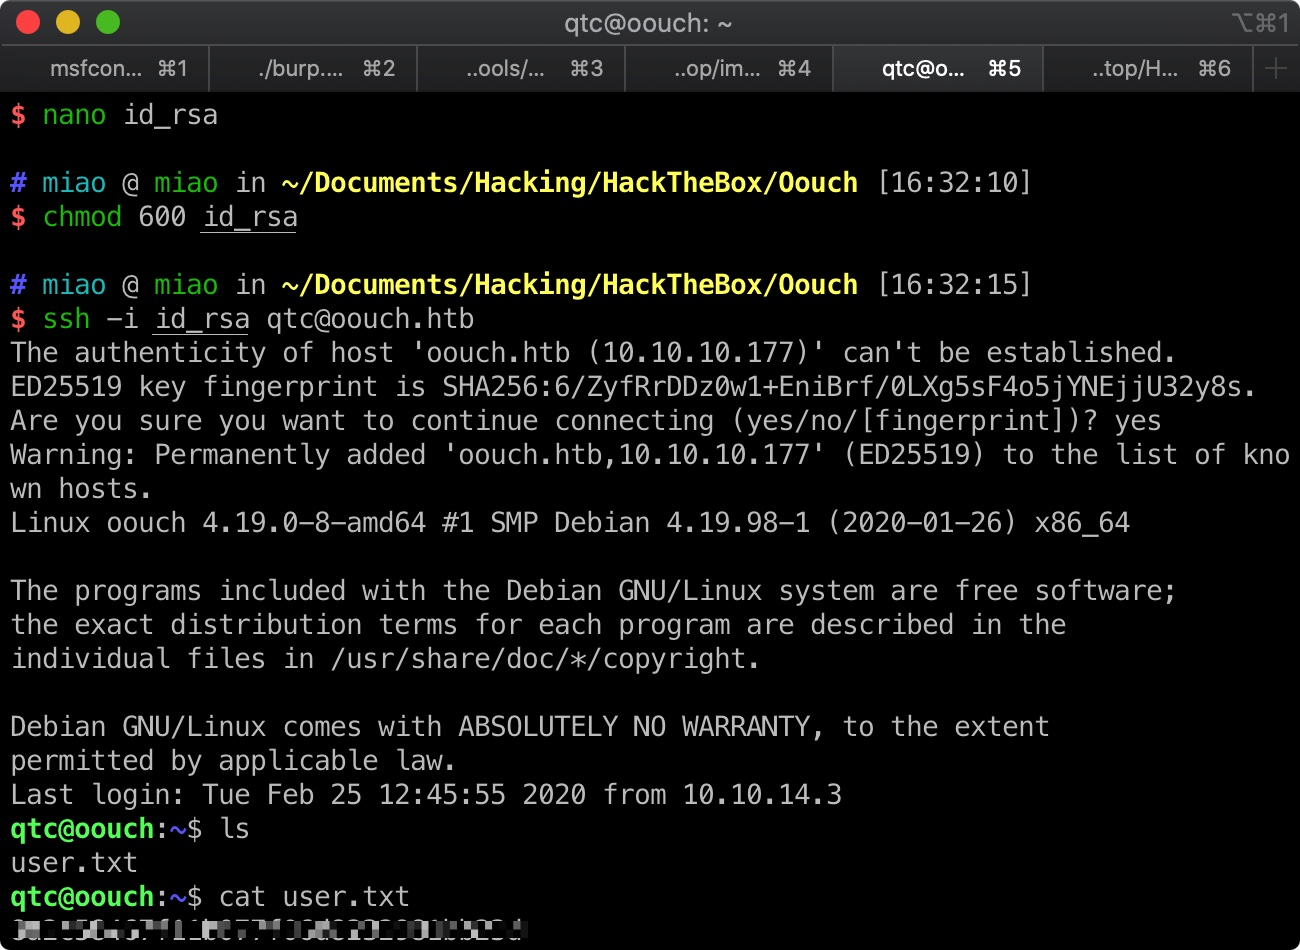 qtc@oouch: ~ ⌥⌘1
msfcon... ⌘1 ./burp.... ⌘2 ..ools/... ⌘3 ..op/im... ⌘4 qtc@o... ⌘5 ..top/H... ⌘6 +
$ nano id_rsa
# miao @ miao in ~/Documents/Hacking/HackTheBox/Oouch [16:32:10]
$ chmod 600 id_rsa
# miao @ miao in ~/Documents/Hacking/HackTheBox/Oouch [16:32:15]
$ ssh -i id_rsa qtc@oouch.htb
The authenticity of host 'oouch.htb (10.10.10.177)' can't be established.
ED25519 key fingerprint is SHA256:6/ZyfRrDDz0w1+EniBrf/0LXg5sF4o5jYNEjjU32y8s.
Are you sure you want to continue connecting (yes/no/[fingerprint])? yes
Warning: Permanently added 'oouch.htb,10.10.10.177' (ED25519) to the list of kno
wn hosts.
Linux oouch 4.19.0-8-amd64 #1 SMP Debian 4.19.98-1 (2020-01-26) x86_64
The programs included with the Debian GNU/Linux system are free software;
the exact distribution terms for each program are described in the
individual files in /usr/share/doc/*/copyright.
Debian GNU/Linux comes with ABSOLUTELY NO WARRANTY, to the extent
permitted by applicable law.
Last login: Tue Feb 25 12:45:55 2020 from 10.10.14.3
qtc@oouch:~$ ls
user.txt
qtc@oouch:~$ cat user.txt